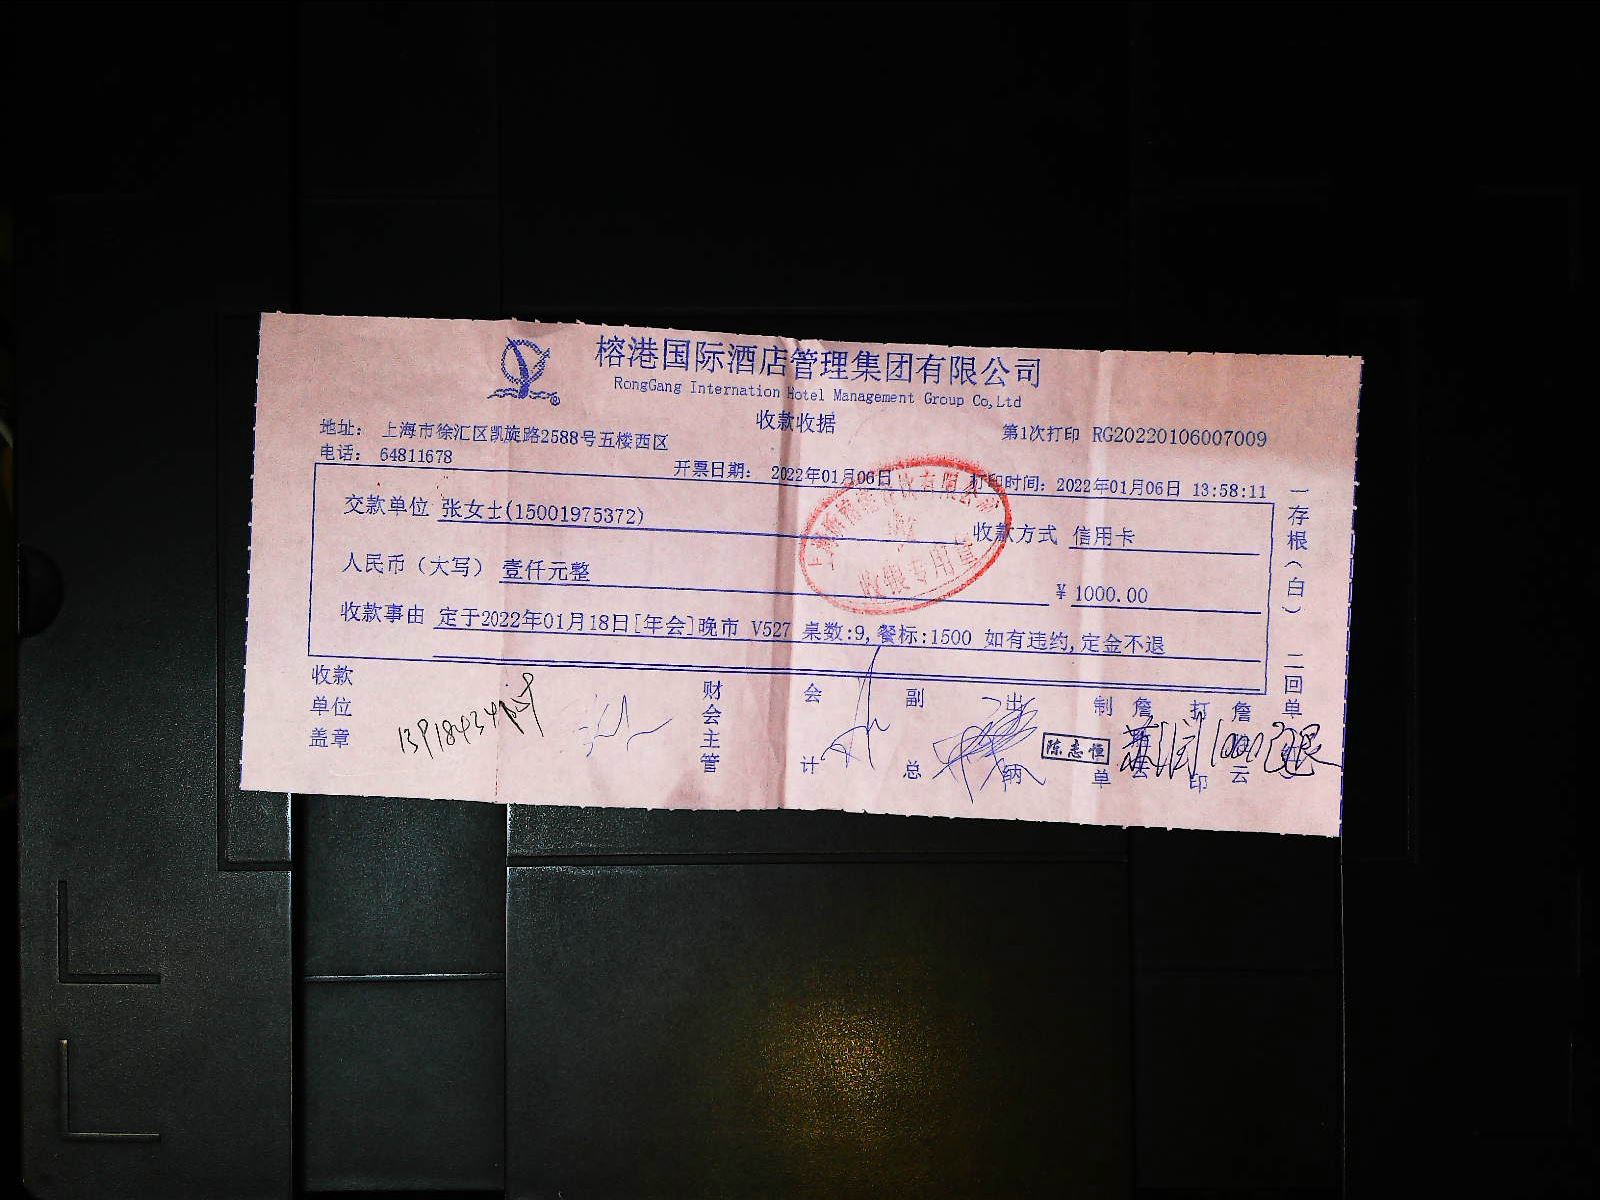 榕港国际酒店管理集团有限公司
RongGang Internation Hotel Management Group Co,Ltd
收款收据
地址： 上海市徐汇区凯旋路2588号五楼西区
第1次打印 RG20220106007009
电话： 64811678
开票日期： 2022年01月06日
打印时间：2022年01月06日 13:58:11
交款单位 张女士(15001975372)
收款方式 信用卡
人民币（大写） 壹仟元整
¥ 1000.00
收款事由 定于2022年01月18日[年会]晚市 V527 桌数:9,餐标:1500 如有违约,定金不退
一存根（白） 二回单
收款单位盖章
财会主管
会计
副总
出纳
陈志恒
制单
打印
收银专用章